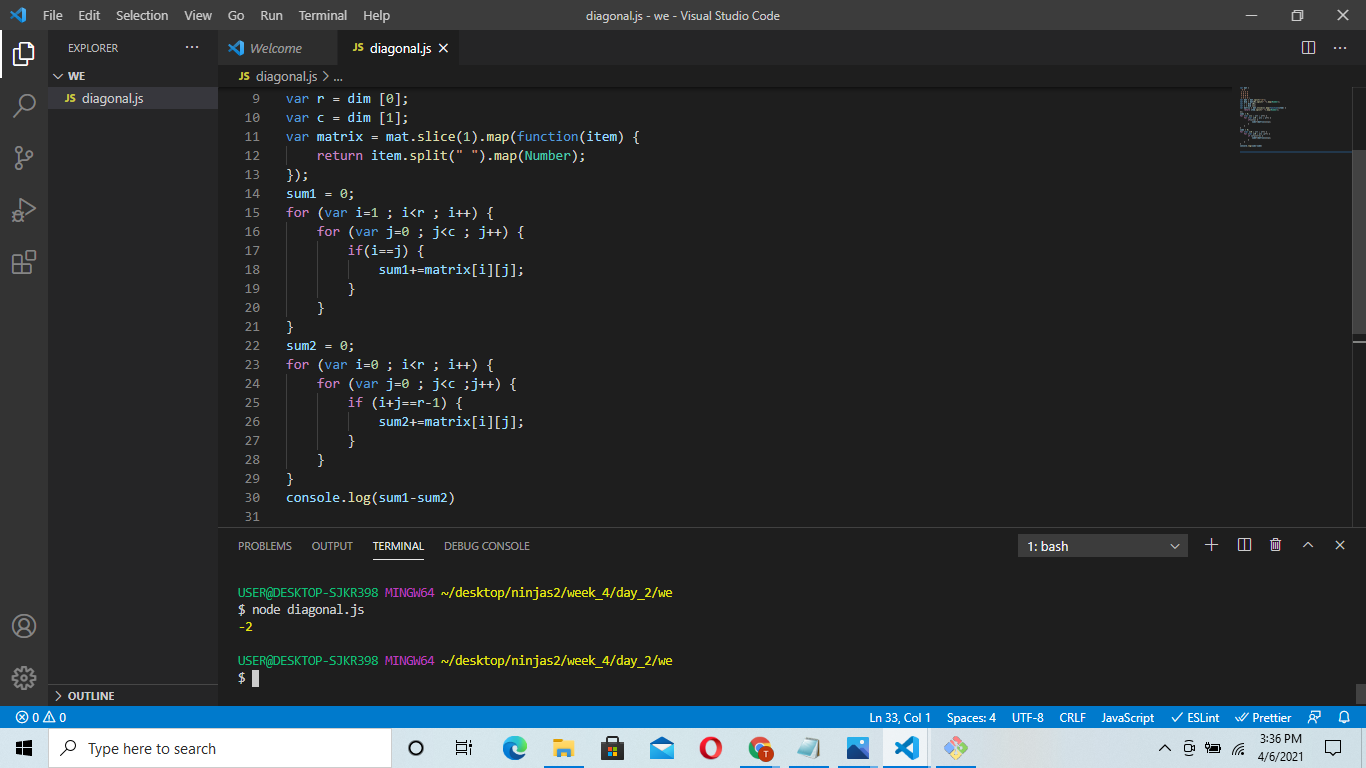 File Edit Selection View Go Run Terminal Help diagonal.js - we - Visual Studio Code
EXPLORER ...
Welcome JS diagonal.js
WE
JS diagonal.js
JS diagonal.js > ...
9 var r = dim [0];
10 var c = dim [1];
11 var matrix = mat.slice(1).map(function(item) {
12 return item.split(" ").map(Number);
13 });
14 sum1 = 0;
15 for (var i=1 ; i<r ; i++) {
16 for (var j=0 ; j<c ; j++) {
17 if(i==j) {
18 sum1+=matrix[i][j];
19 }
20 }
21 }
22 sum2 = 0;
23 for (var i=0 ; i<r ; i++) {
24 for (var j=0 ; j<c ;j++) {
25 if (i+j==r-1) {
26 sum2+=matrix[i][j];
27 }
28 }
29 }
30 console.log(sum1-sum2)
31
PROBLEMS OUTPUT TERMINAL DEBUG CONSOLE 1: bash
USER@DESKTOP-SJKR398 MINGW64 ~/desktop/ninjas2/week_4/day_2/we
$ node diagonal.js
-2
USER@DESKTOP-SJKR398 MINGW64 ~/desktop/ninjas2/week_4/day_2/we
$
OUTLINE
0 0 Ln 33, Col 1 Spaces: 4 UTF-8 CRLF JavaScript ESLint Prettier
Type here to search
T
3:36 PM
4/6/2021